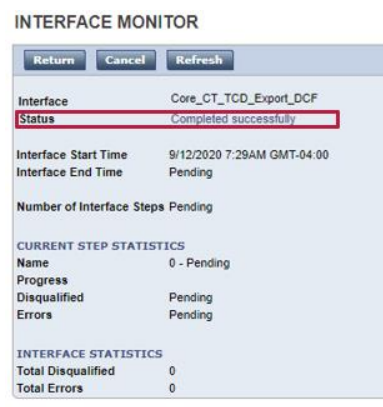 INTERFACE MONITOR
Return Cancel Refresh
Interface Core_CT_TCD_Export_DCF
Status Completed successfully
Interface Start Time 9/12/2020 7:29AM GMT-04:00
Interface End Time Pending
Number of Interface Steps Pending
CURRENT STEP STATISTICS
Name 0 - Pending
Progress
Disqualified Pending
Errors Pending
INTERFACE STATISTICS
Total Disqualified 0
Total Errors 0